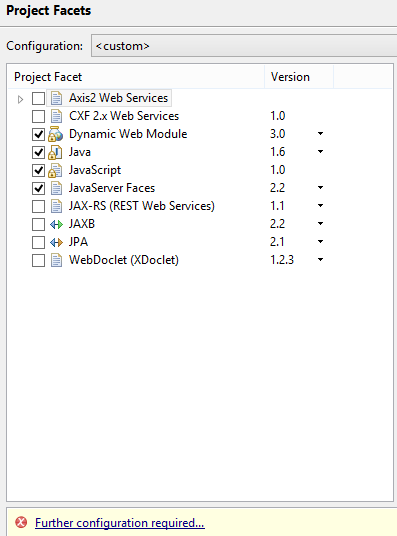 Project Facets
Configuration: <custom>
Project Facet Version
Axis2 Web Services
CXF 2.x Web Services 1.0
Dynamic Web Module 3.0
Java 1.6
JavaScript 1.0
JavaServer Faces 2.2
JAX-RS (REST Web Services) 1.1
JAXB 2.2
JPA 2.1
WebDoclet (XDoclet) 1.2.3
Further configuration required...